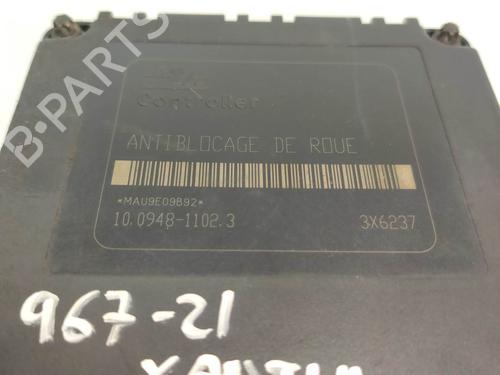 B-PARTS
Controller
ANTIBLOCAGE DE ROUE
*MAU9E09B92*
10.0948-1102.3 3X6237
967-21